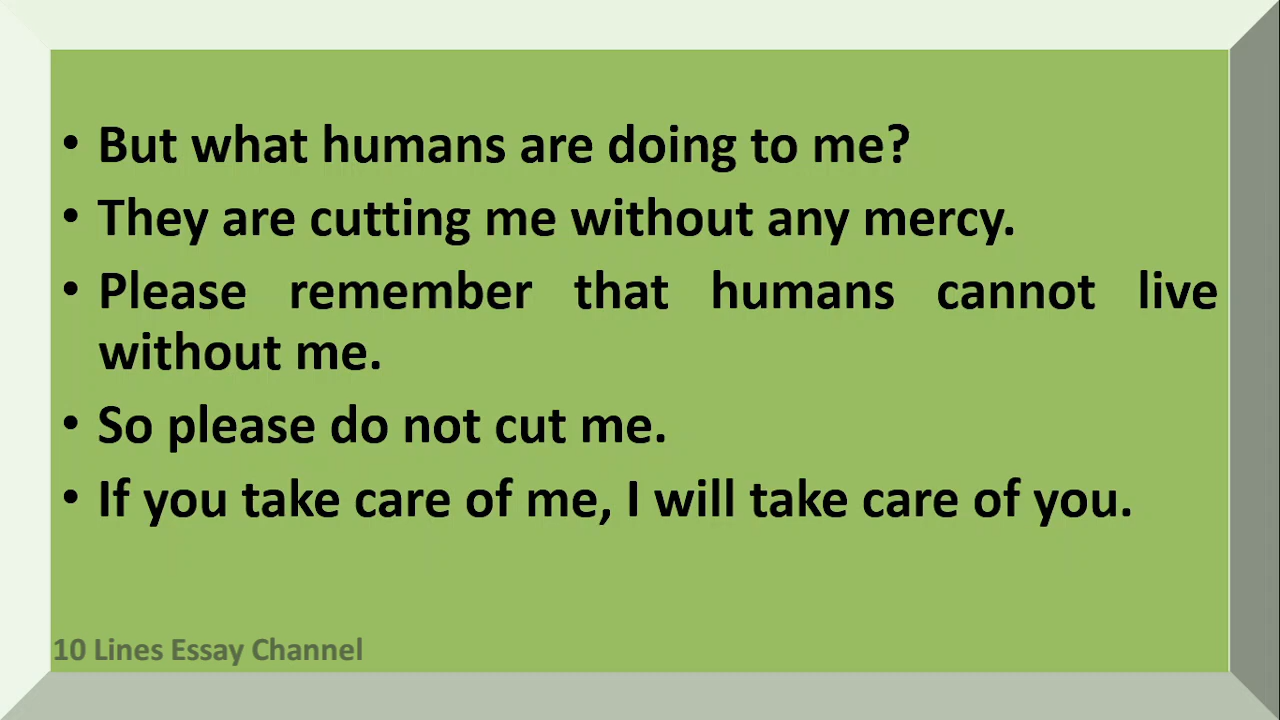 • But what humans are doing to me?
• They are cutting me without any mercy.
• Please remember that humans cannot live
without me.
• So please do not cut me.
• If you take care of me, I will take care of you.
10 Lines Essay Channel